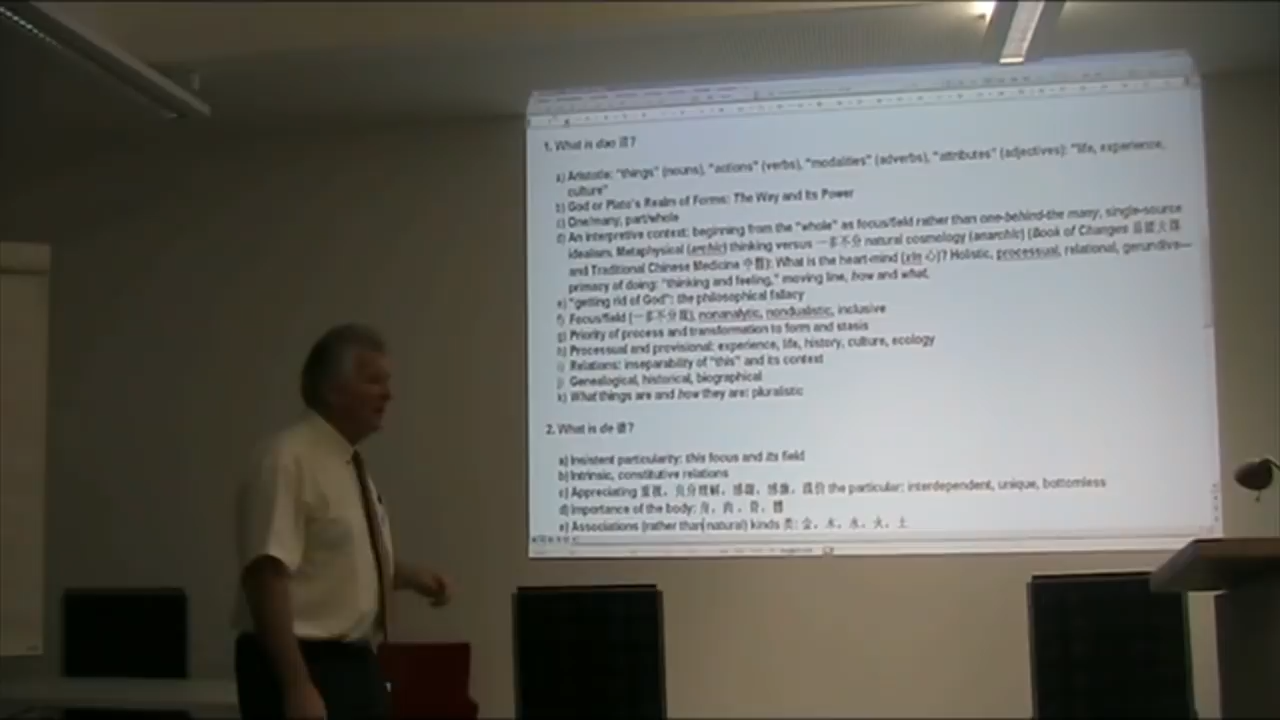 1. What is dao 道?
a) Aristotle: "things" (nouns), "actions" (verbs), "modalities" (adverbs), "attributes" (adjectives): "life, experience,
culture"
b) God or Plato's Realm of Forms: The Way and Its Power
c) One/many, part/whole
d) An interpretive context: beginning from the "whole" as focus/field rather than one-behind-the many, single-source
idealism, Metaphysical (archic) thinking versus 一多不分 natural cosmology (anarchic) (Book of Changes
and Traditional Chinese Medicine What is the heart-mind (xin 心)? Holistic, processual, relational, gerundive—
primacy of doing: "thinking and feeling," moving line, how and what,
e) "getting rid of God": the philosophical fallacy
f) Focus/field (一多不分观), nonanalytic, nondualistic, inclusive
g) Priority of process and transformation to form and stasis
h) Processual and provisional: experience, life, history, culture, ecology
i) Relations: inseparability of "this" and its context
j) Genealogical, historical, biographical
k) What things are and how they are: pluralistic
2. What is de 德?
a) Insistent particularity: this focus and its field
b) Intrinsic, constitutive relations
c) Appreciating the particular: interdependent, unique, bottomless
d) Importance of the body: 身，肉，骨，體
e) Associations (rather than natural) kinds 类: 金，木，水，火，土